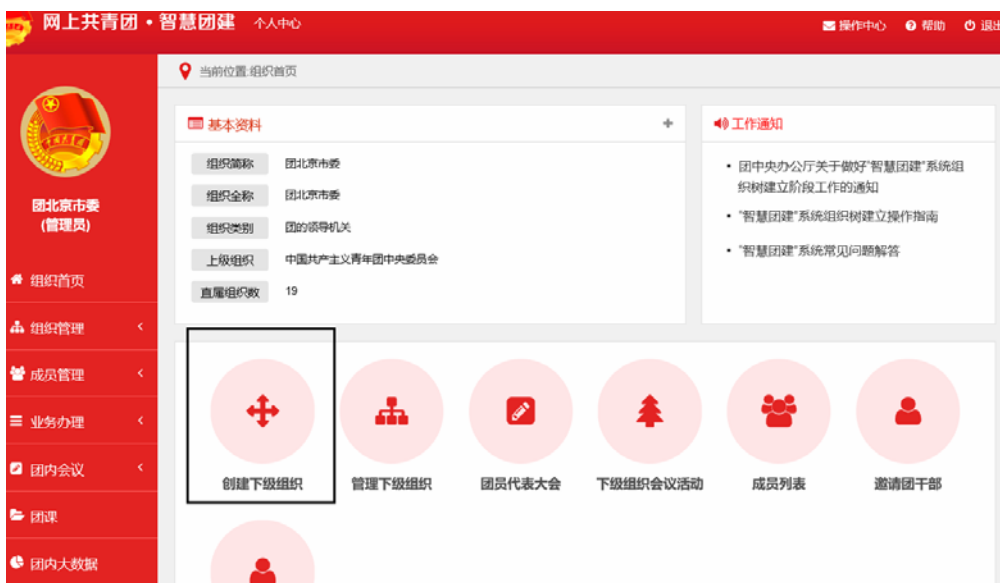 网上共青团·智慧团建 个人中心
操作中心 帮助 退出
当前位置:组织首页
团北京市委
(管理员)
组织首页
组织管理
成员管理
业务办理
团内会议
团课
团内大数据
基本资料
组织简称 团北京市委
组织全称 团北京市委
组织类别 团的领导机关
上级组织 中国共产主义青年团中央委员会
直属组织数 19
工作通知
• 团中央办公厅关于做好"智慧团建"系统组
织树建立阶段工作的通知
• "智慧团建"系统组织树建立操作指南
• "智慧团建"系统常见问题解答
创建下级组织 管理下级组织 团员代表大会 下级组织会议活动 成员列表 邀请团干部